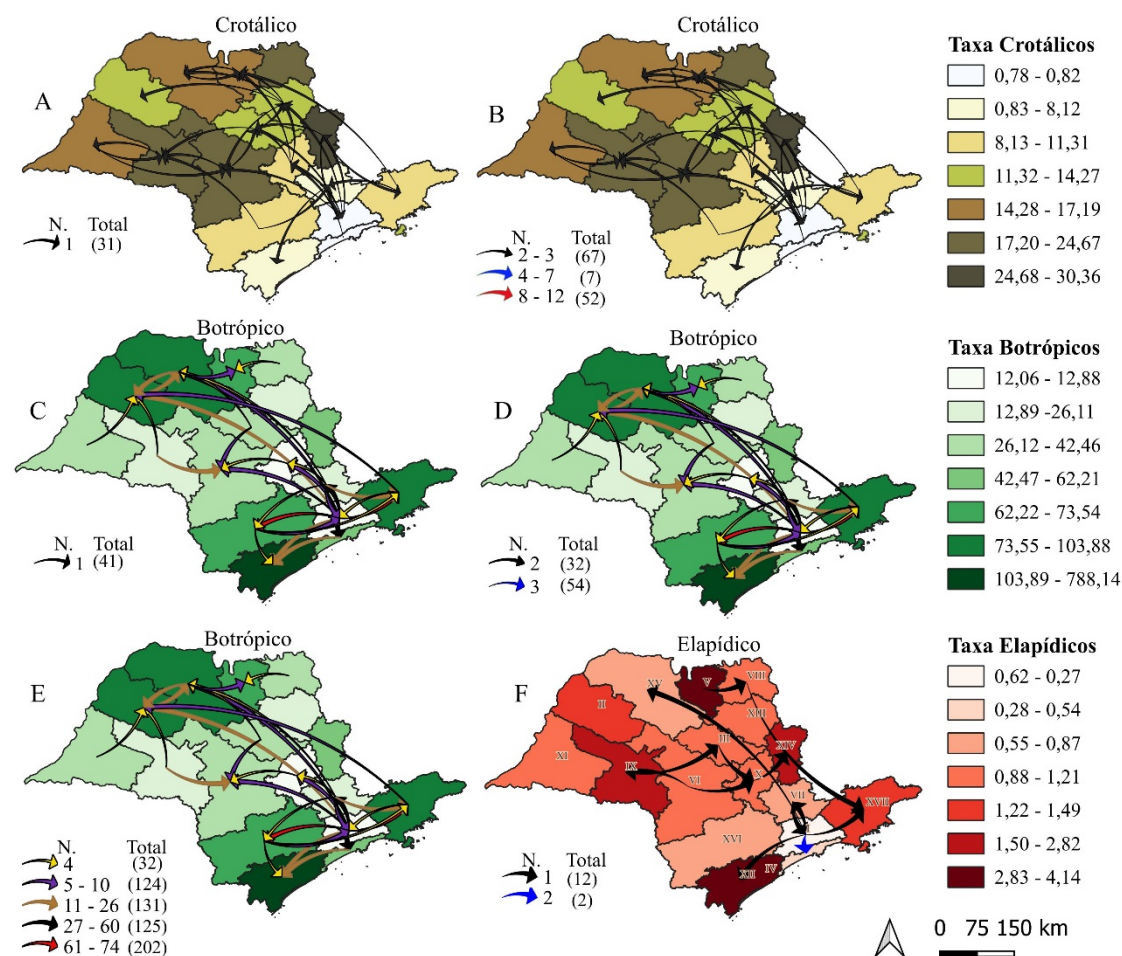 Crotálico
A
N. Total
1 (31)
Crotálico
B
N. Total
2 - 3 (67)
4 - 7 (7)
8 - 12 (52)
Taxa Crotálicos
0,78 - 0,82
0,83 - 8,12
8,13 - 11,31
11,32 - 14,27
14,28 - 17,19
17,20 - 24,67
24,68 - 30,36
Botrópico
C
N. Total
1 (41)
Botrópico
D
N. Total
2 (32)
3 (54)
Taxa Botrópicos
12,06 - 12,88
12,89 -26,11
26,12 - 42,46
42,47 - 62,21
62,22 - 73,54
73,55 - 103,88
103,89 - 788,14
Botrópico
E
N. Total
4 (32)
5 - 10 (124)
11 - 26 (131)
27 - 60 (125)
61 - 74 (202)
Elapídico
F
XV
V
VIII
II
XIII
III
XI
IX
VI
X
XIV
VII
I
XVII
XVI
XII
IV
N. Total
1 (12)
2 (2)
Taxa Elapídicos
0,62 - 0,27
0,28 - 0,54
0,55 - 0,87
0,88 - 1,21
1,22 - 1,49
1,50 - 2,82
2,83 - 4,14
0 75 150 km